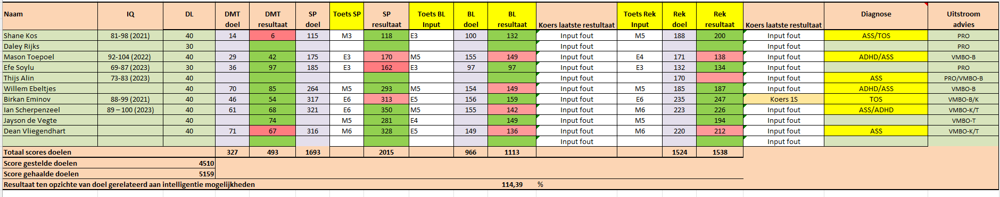 Naam IQ DL DMT doel DMT resultaat SP doel Toets SP SP resultaat Toets BL Input BL doel BL resultaat Koers laatste restultaat Toets Rek Input Rek doel Rek resultaat Koers laatste restultaat Diagnose Uitstroom advies
Shane Kos 81-98 (2021) 40 14 6 115 M3 118 E3 100 132 Input fout M5 188 200 Input fout ASS/TOS PRO
Daley Rijks 30 Input fout Input fout PRO
Mason Toepoel 92-104 (2022) 40 29 42 175 E3 170 M5 155 149 Input fout E4 171 138 Input fout ADHD/ASS VMBO-B
Efe Soylu 69-87 (2023) 30 36 97 185 E3 162 E3 97 97 Input fout E3 132 134 Input fout PRO
Thijs Alin 73-83 (2023) 40 Input fout 170 Input fout ASS PRO/VMBO-B
Willem Ebeltjes 40 70 85 264 M5 293 M5 154 149 Input fout M5 185 187 Input fout ADHD/ASS VMBO-B
Birkan Eminov 88-99 (2021) 40 46 54 317 E6 313 E5 156 159 Input fout E6 235 247 Koers 1S TOS VMBO-B/K
Ian Scherpenzeel 89 – 100 (2023) 40 61 68 321 E6 350 M5 155 142 Input fout M6 223 226 Input fout ASS/ADHD VMBO-K/T
Jayson de Vegte 40 74 M5 281 E4 149 Input fout M5 194 Input fout VMBO-T
Dean Vliegendhart 40 71 67 316 M6 328 E5 149 136 Input fout M6 220 212 Input fout ASS VMBO-K/T
Input fout Input fout
Totaal scores doelen 327 493 1693 2015 966 1113 1524 1538
Score gestelde doelen 4510
Score gehaalde doelen 5159
Resultaat ten opzichte van doel gerelateerd aan intelligentie mogelijkheden 114,39 %